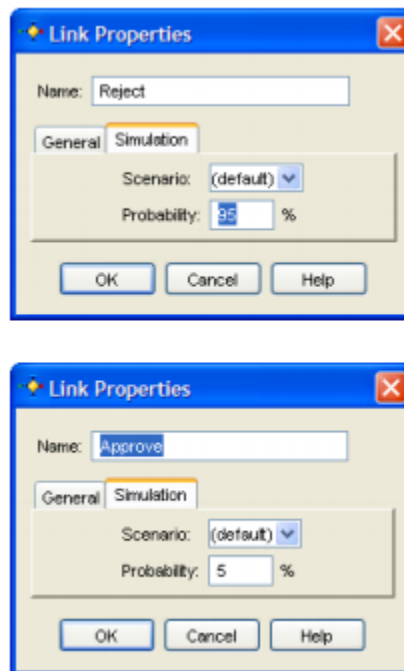 Link Properties
Name: Reject
General Simulation
Scenario: (default)
Probability: 95 %
OK Cancel Help
Link Properties
Name: Approve
General Simulation
Scenario: (default)
Probability: 5 %
OK Cancel Help